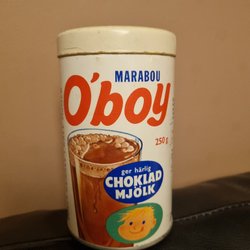 MARABOU
O'boy
250 g
ger härlig
CHOKLAD
MJÖLK